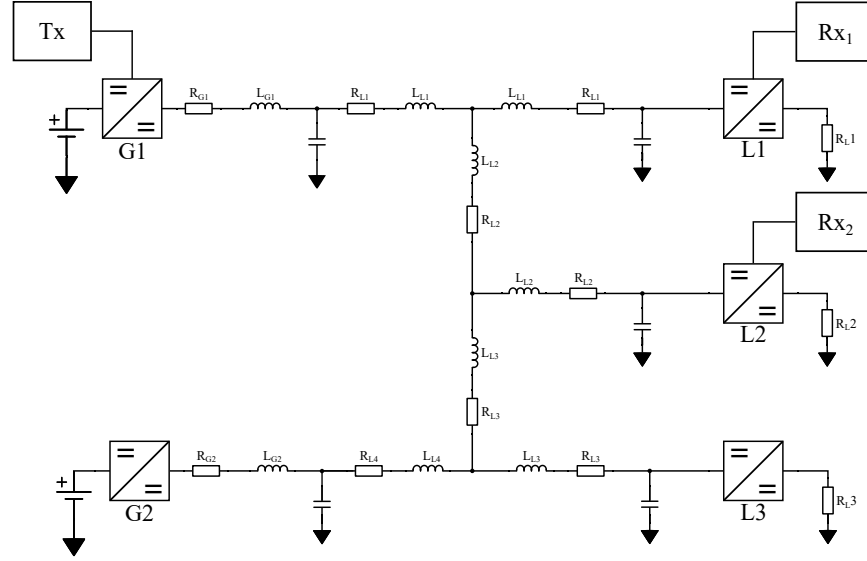 Tx
Rx₁
R_G1 L_G1 R_L1 L_L1 L_L1 R_L1
+
G1
L1
R_L1
L_L2
R_L2
Rx₂
L_L2 R_L2
L2
R_L2
L_L3
R_L3
R_G2 L_G2 R_L4 L_L4 L_L3 R_L3
+
G2
L3
R_L3